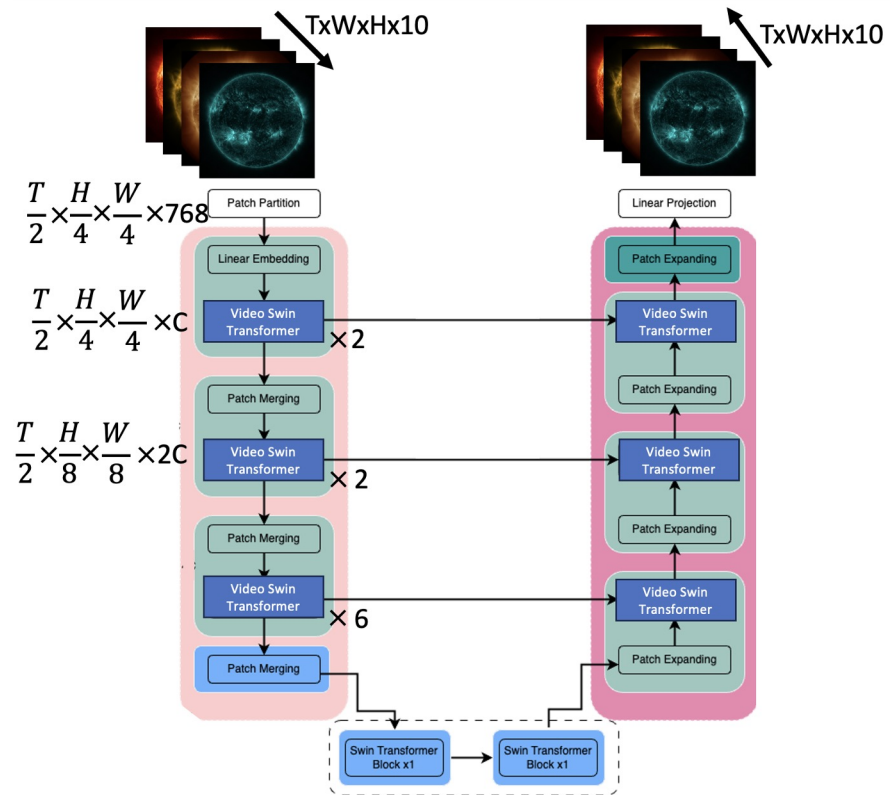 TxWxHx10
TxWxHx10
T/2 × H/4 × W/4 ×768
Patch Partition
Linear Projection
Linear Embedding
Patch Expanding
T/2 × H/4 × W/4 ×C
Video Swin
Transformer
×2
Video Swin
Transformer
Patch Merging
Patch Expanding
T/2 × H/8 × W/8 ×2C
Video Swin
Transformer
×2
Video Swin
Transformer
Patch Merging
Patch Expanding
Video Swin
Transformer
×6
Video Swin
Transformer
Patch Merging
Patch Expanding
Swin Transformer
Block x1
Swin Transformer
Block x1